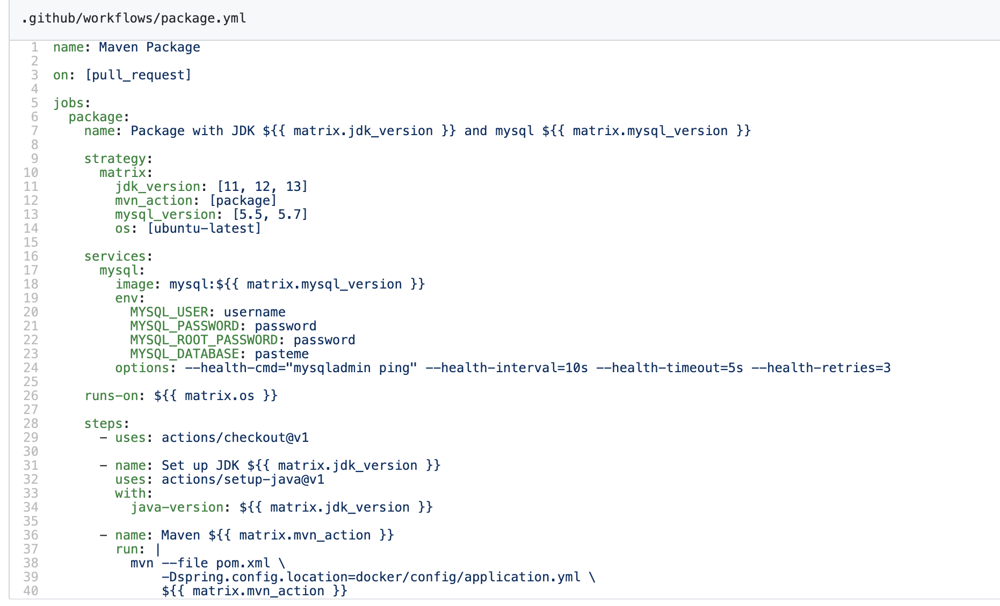 .github/workflows/package.yml
1 name: Maven Package
2
3 on: [pull_request]
4
5 jobs:
6   package:
7     name: Package with JDK ${{ matrix.jdk_version }} and mysql ${{ matrix.mysql_version }}
8
9     strategy:
10       matrix:
11         jdk_version: [11, 12, 13]
12         mvn_action: [package]
13         mysql_version: [5.5, 5.7]
14         os: [ubuntu-latest]
15
16     services:
17       mysql:
18         image: mysql:${{ matrix.mysql_version }}
19         env:
20           MYSQL_USER: username
21           MYSQL_PASSWORD: password
22           MYSQL_ROOT_PASSWORD: password
23           MYSQL_DATABASE: pasteme
24         options: --health-cmd="mysqladmin ping" --health-interval=10s --health-timeout=5s --health-retries=3
25
26     runs-on: ${{ matrix.os }}
27
28     steps:
29       - uses: actions/checkout@v1
30
31       - name: Set up JDK ${{ matrix.jdk_version }}
32         uses: actions/setup-java@v1
33         with:
34           java-version: ${{ matrix.jdk_version }}
35
36       - name: Maven ${{ matrix.mvn_action }}
37         run: |
38           mvn --file pom.xml \
39               -Dspring.config.location=docker/config/application.yml \
40               ${{ matrix.mvn_action }}